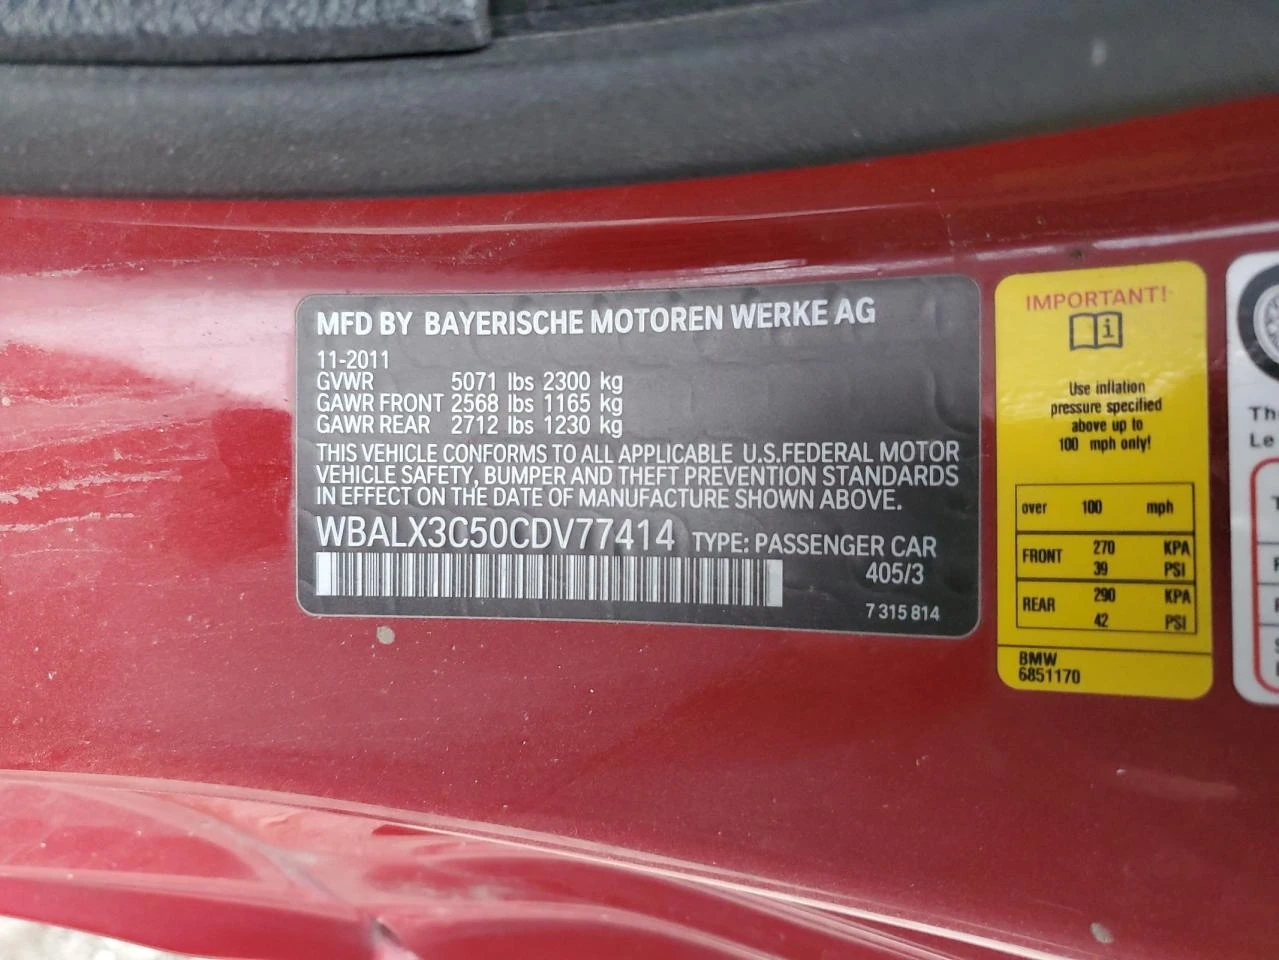 MFD BY BAYERISCHE MOTOREN WERKE AG
11-2011
GVWR 5071 lbs 2300 kg
GAWR FRONT 2568 lbs 1165 kg
GAWR REAR 2712 lbs 1230 kg
THIS VEHICLE CONFORMS TO ALL APPLICABLE U.S.FEDERAL MOTOR
VEHICLE SAFETY, BUMPER AND THEFT PREVENTION STANDARDS
IN EFFECT ON THE DATE OF MANUFACTURE SHOWN ABOVE.
WBALX3C50CDV77414 TYPE: PASSENGER CAR
405/3
7 315 814
IMPORTANT!
i
Use inflation
pressure specified
above up to
100 mph only!
over 100 mph
FRONT 270 KPA
39 PSI
REAR 290 KPA
42 PSI
BMW
6851170
Th
Le